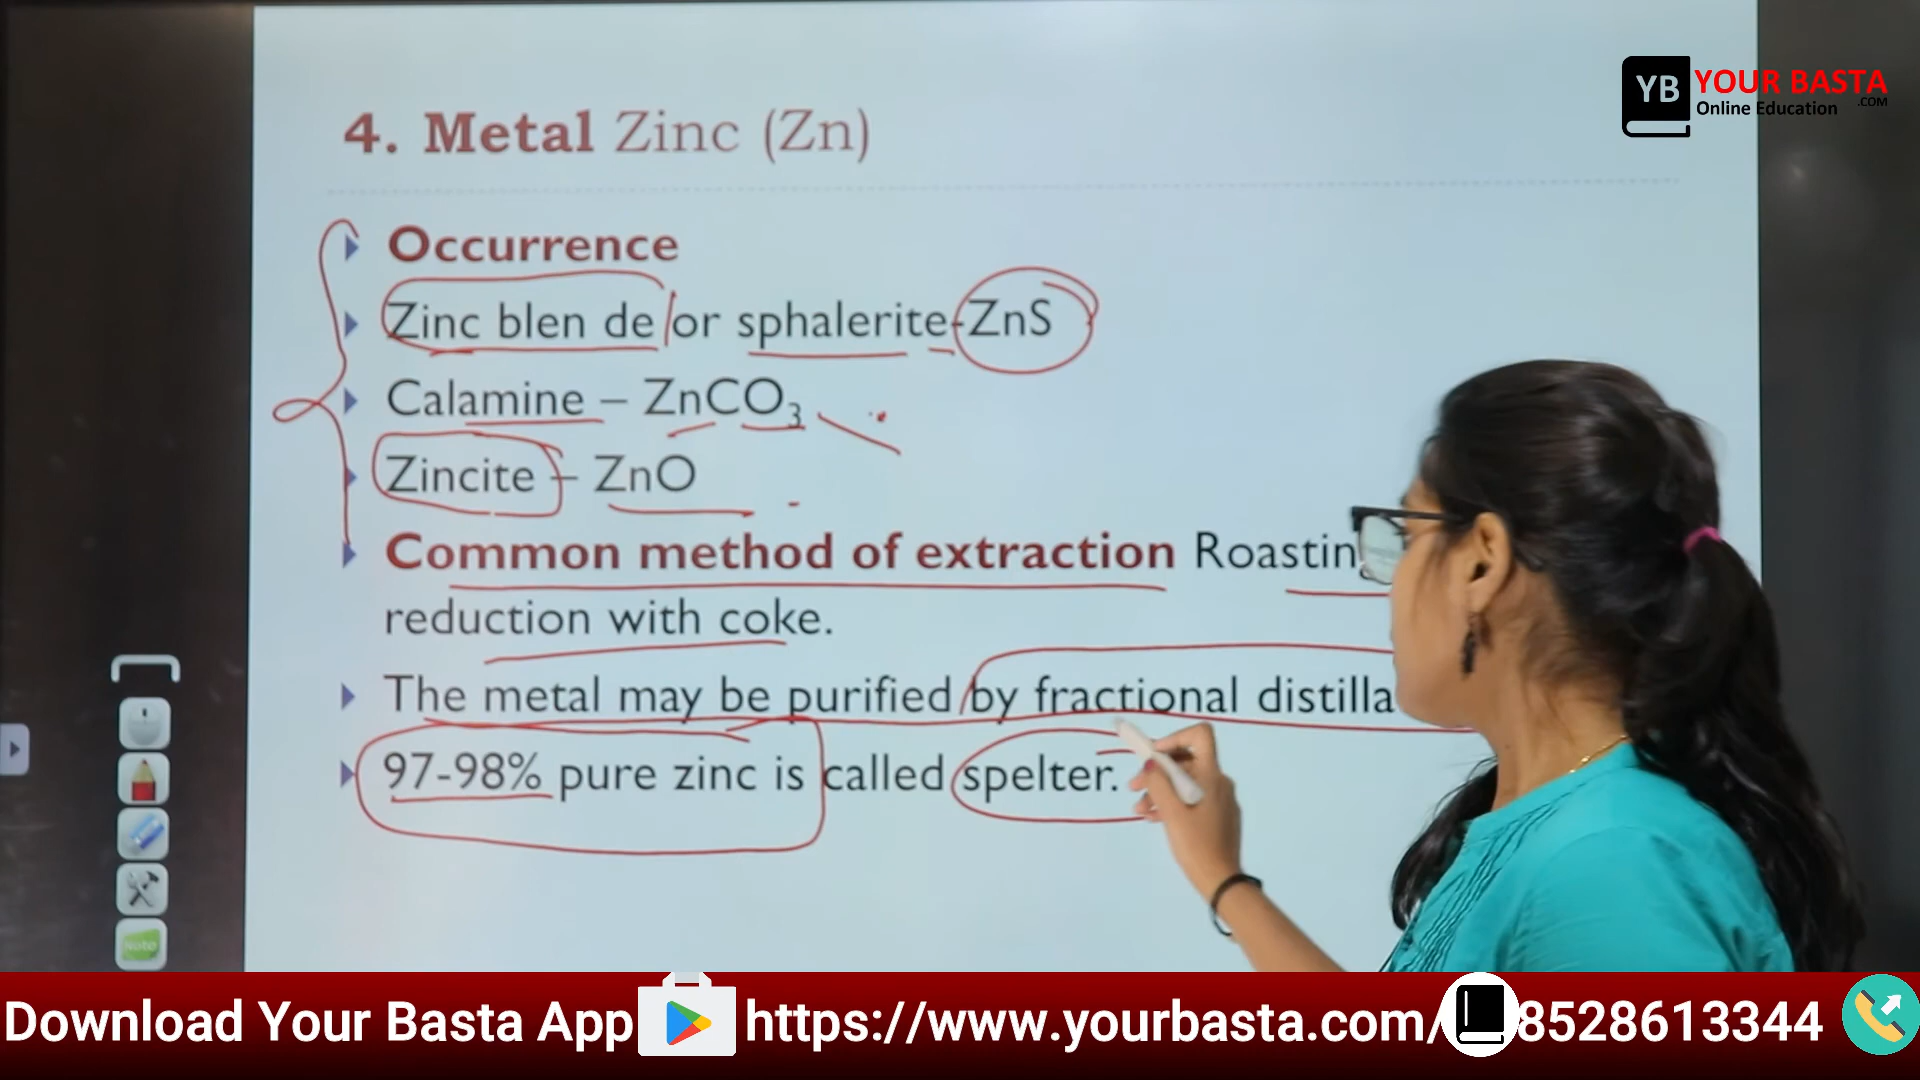 YB YOUR BASTA
Online Education .COM
4. Metal Zinc (Zn)
Occurrence
Zinc blen de or sphalerite-ZnS
Calamine – ZnCO₃
Zincite – ZnO
Common method of extraction Roasting
reduction with coke.
The metal may be purified by fractional distilla
97-98% pure zinc is called spelter.
Note
Download Your Basta App https://www.yourbasta.com/ 8528613344